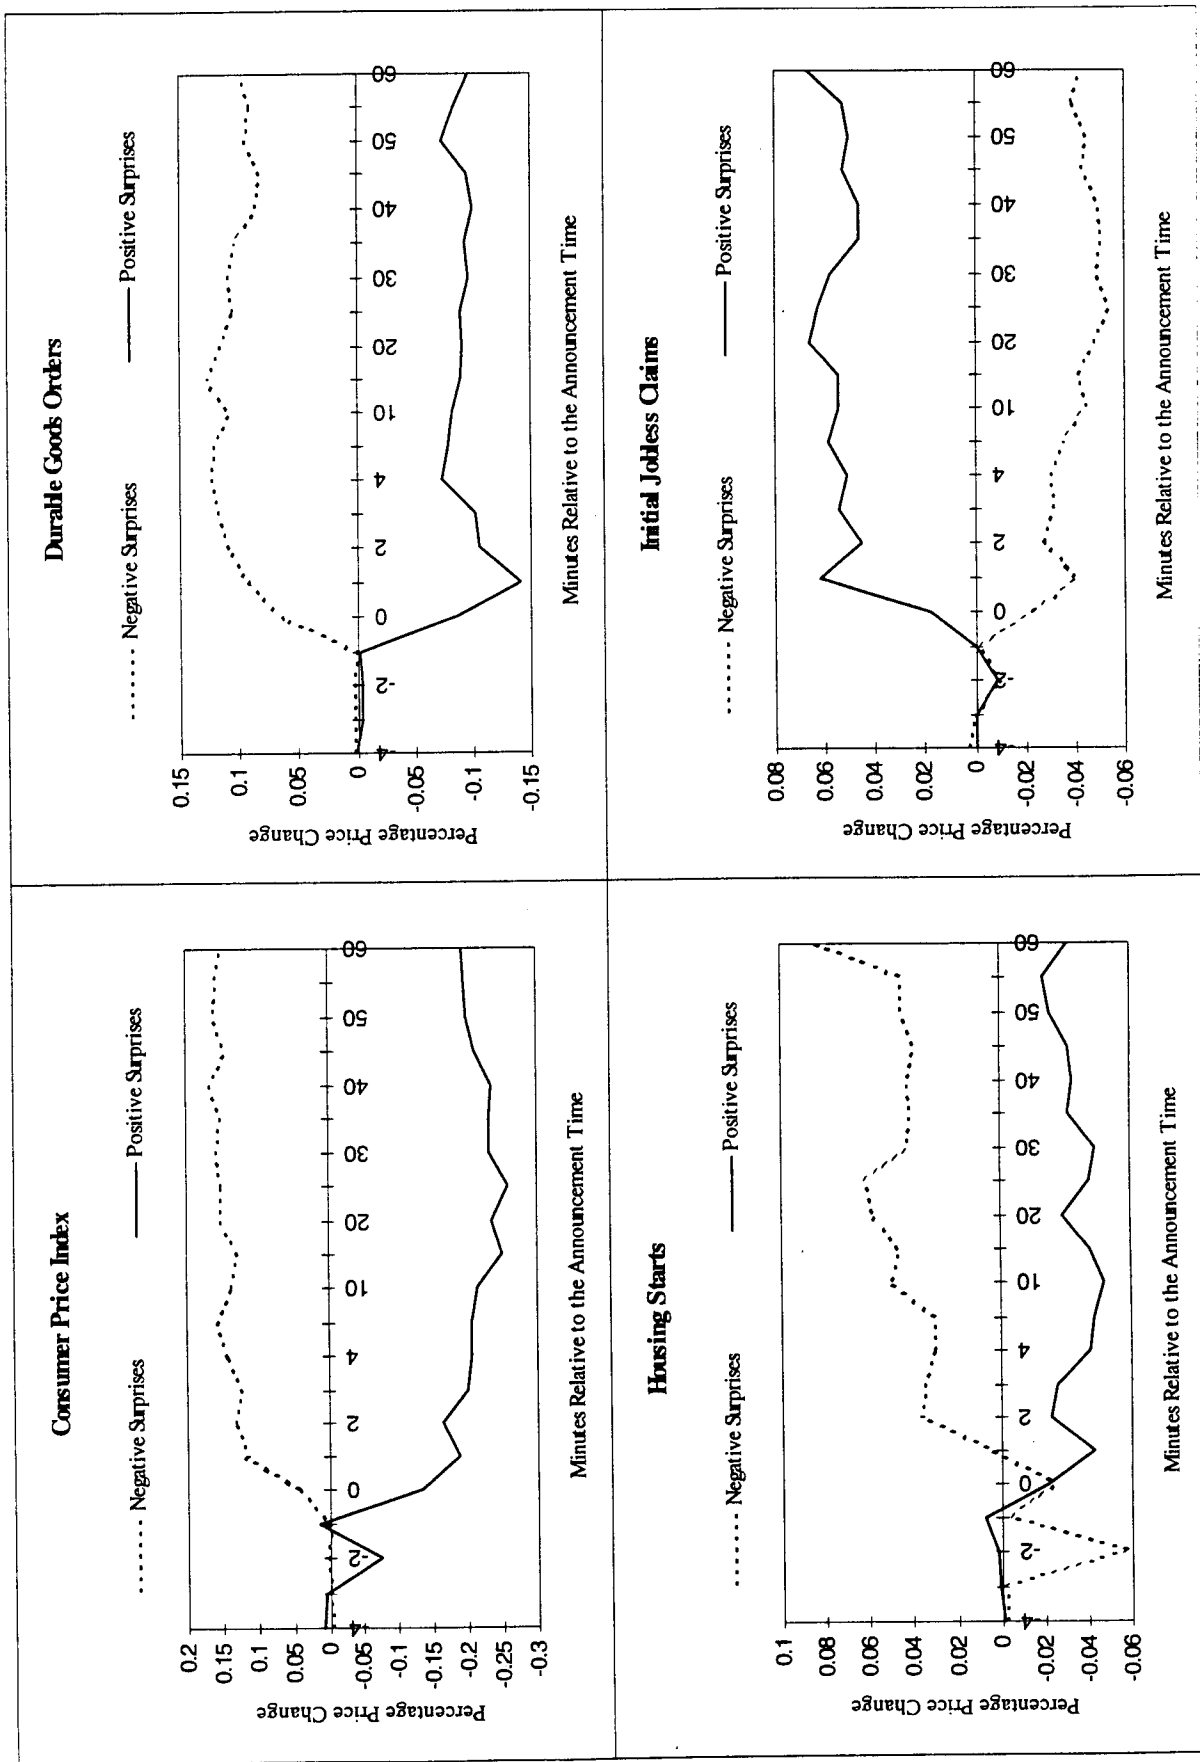 Consumer Price Index
Negative Surprises
Positive Surprises
Percentage Price Change
0.2
0.15
0.1
0.05
0
-0.05
-0.1
-0.15
-0.2
-0.25
-0.3
-4 -2 0 2 4 10 20 30 40 50 60
Minutes Relative to the Announcement Time
Durable Goods Orders
Negative Surprises
Positive Surprises
Percentage Price Change
0.15
0.1
0.05
0
-0.05
-0.1
-0.15
-4 -2 0 2 4 10 20 30 40 50 60
Minutes Relative to the Announcement Time
Housing Starts
Negative Surprises
Positive Surprises
Percentage Price Change
0.1
0.08
0.06
0.04
0.02
0
-0.02
-0.04
-0.06
-4 -2 0 2 4 10 20 30 40 50 60
Minutes Relative to the Announcement Time
Initial Jobless Claims
Negative Surprises
Positive Surprises
Percentage Price Change
0.08
0.06
0.04
0.02
0
-0.02
-0.04
-0.06
-4 -2 0 2 4 10 20 30 40 50 60
Minutes Relative to the Announcement Time